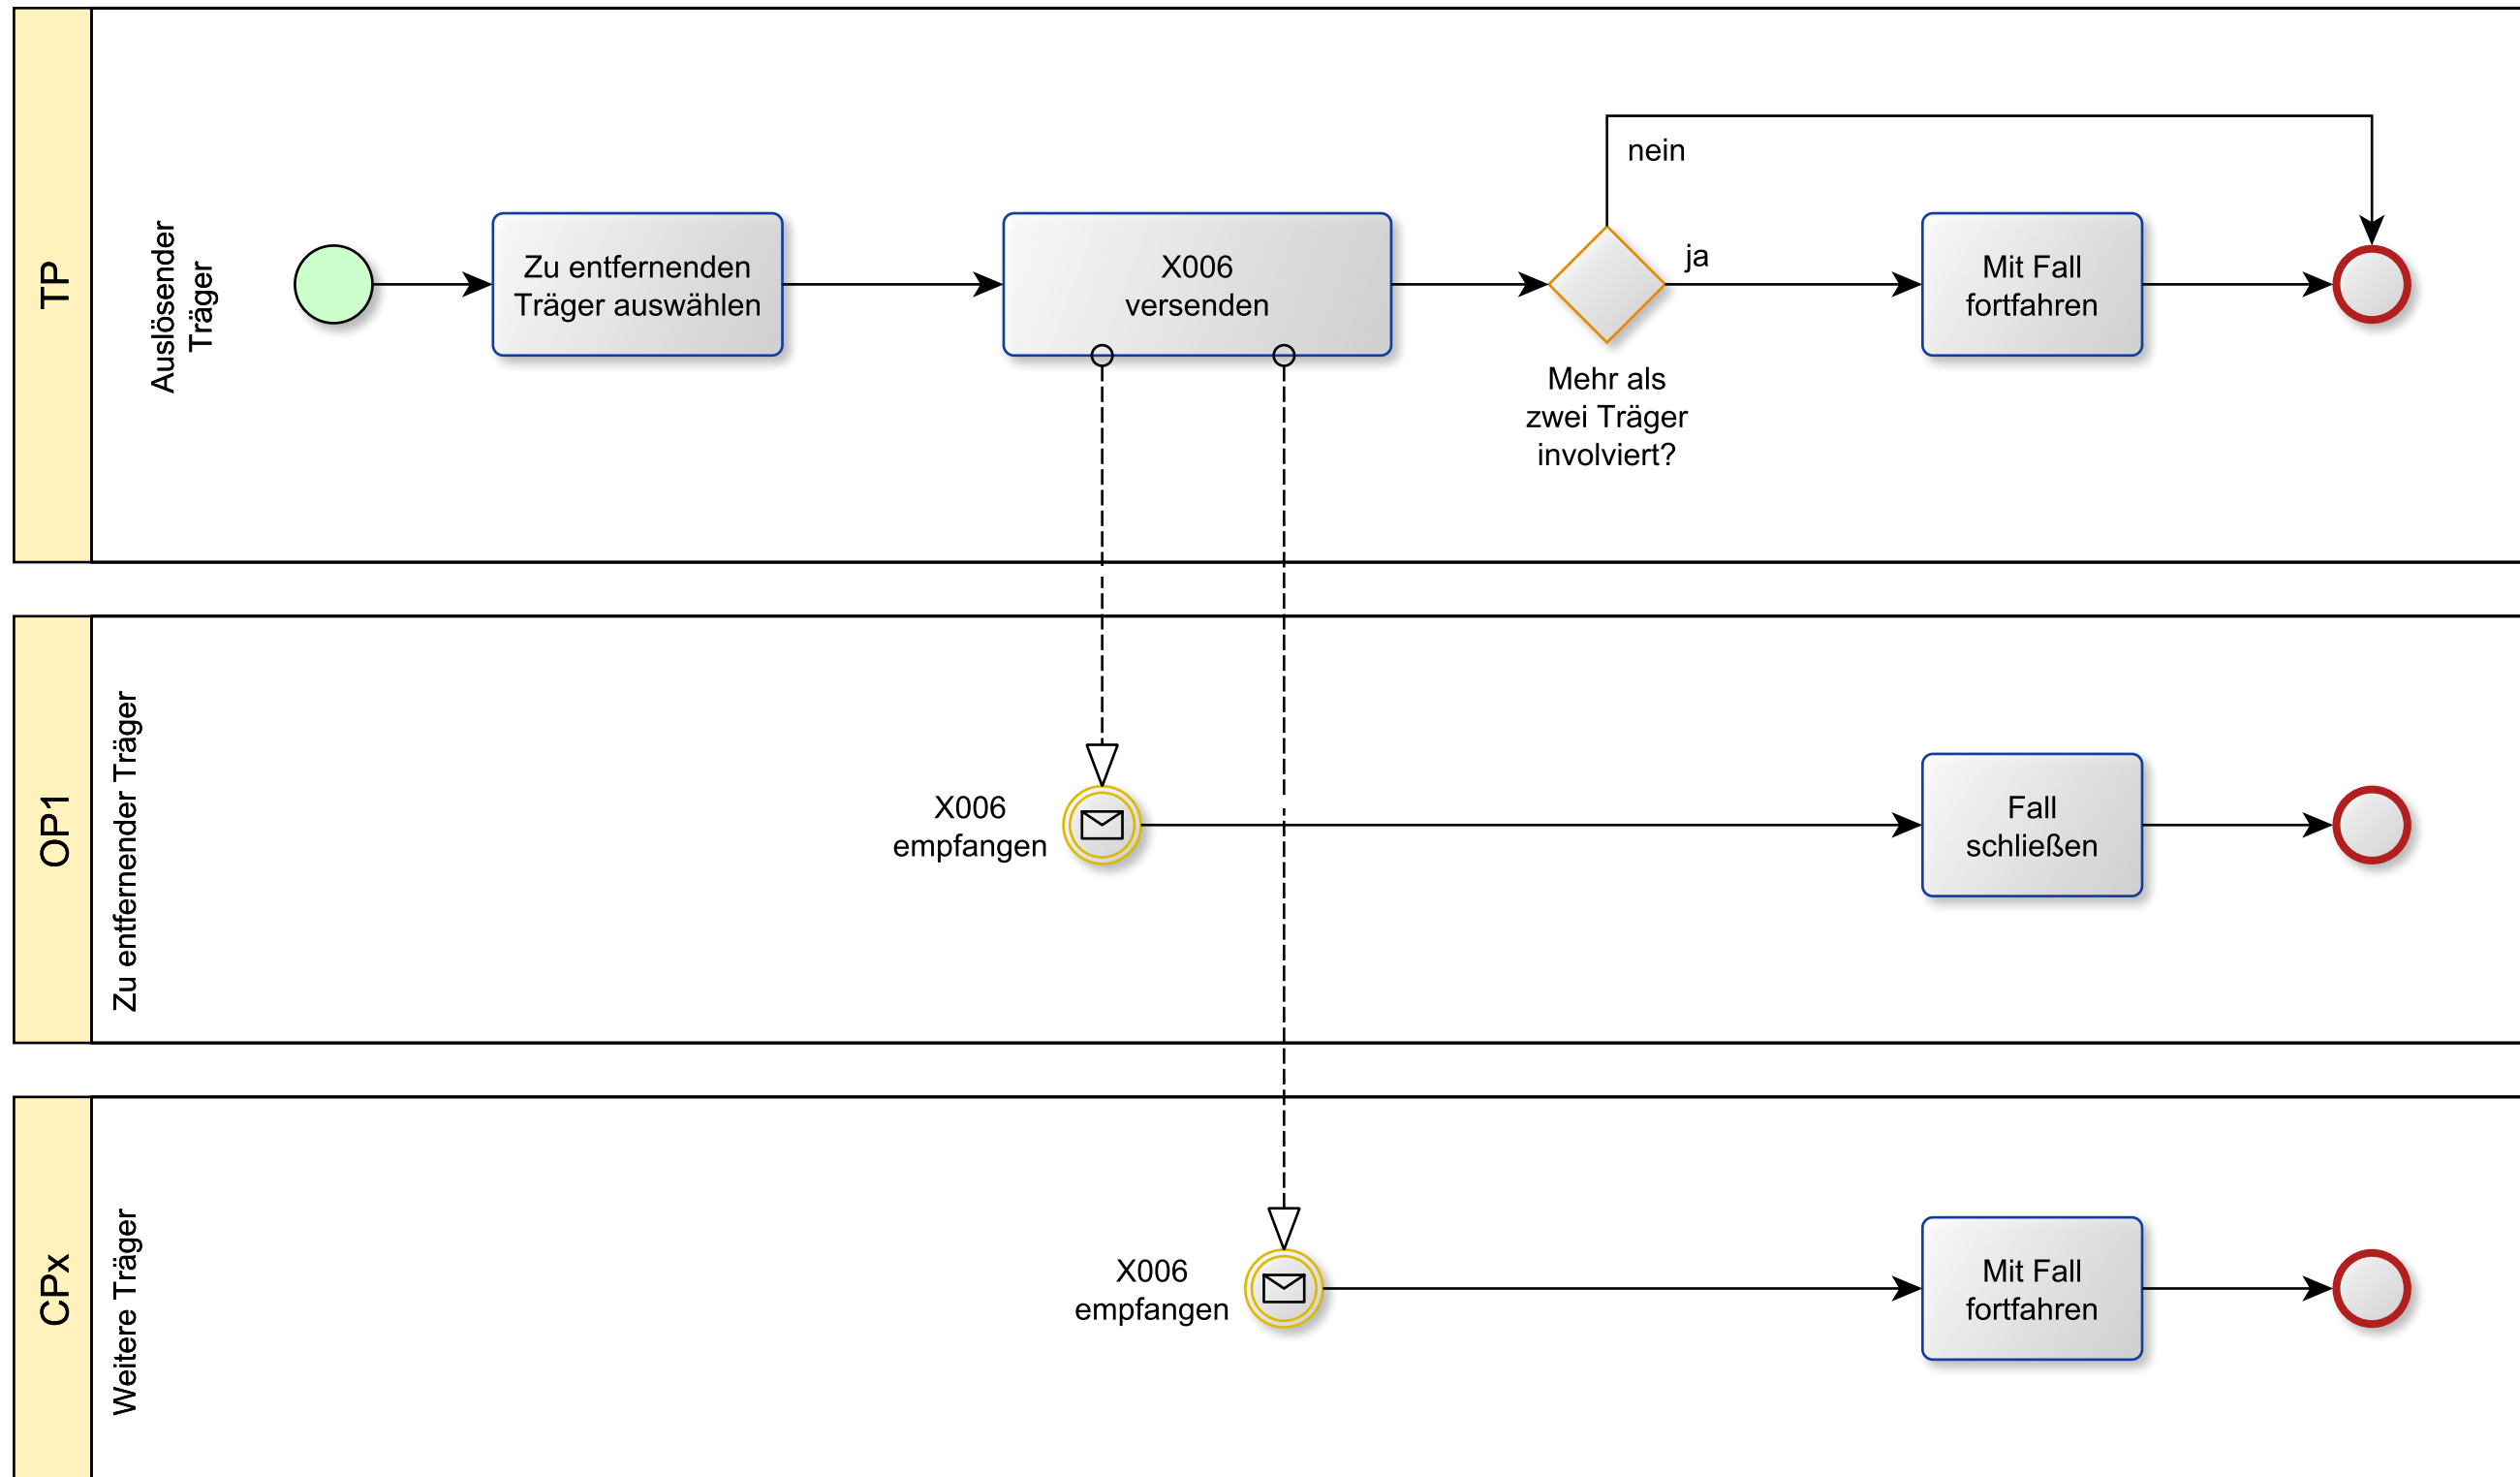 TP
Auslösender
Träger
Zu entfernenden
Träger auswählen
X006
versenden
nein
ja
Mehr als
zwei Träger
involviert?
Mit Fall
fortfahren
OP1
Zu entfernender Träger
X006
empfangen
Fall
schließen
CPx
Weitere Träger
X006
empfangen
Mit Fall
fortfahren